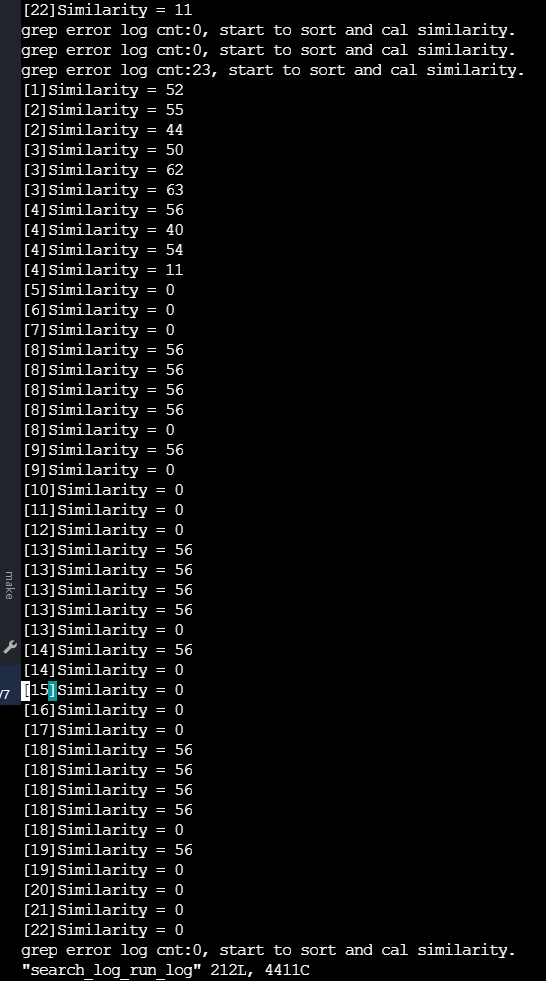 [22]Similarity = 11
grep error log cnt:0, start to sort and cal similarity.
grep error log cnt:0, start to sort and cal similarity.
grep error log cnt:23, start to sort and cal similarity.
[1]Similarity = 52
[2]Similarity = 55
[2]Similarity = 44
[3]Similarity = 50
[3]Similarity = 62
[3]Similarity = 63
[4]Similarity = 56
[4]Similarity = 40
[4]Similarity = 54
[4]Similarity = 11
[5]Similarity = 0
[6]Similarity = 0
[7]Similarity = 0
[8]Similarity = 56
[8]Similarity = 56
[8]Similarity = 56
[8]Similarity = 56
[8]Similarity = 0
[9]Similarity = 56
[9]Similarity = 0
[10]Similarity = 0
[11]Similarity = 0
[12]Similarity = 0
[13]Similarity = 56
[13]Similarity = 56
[13]Similarity = 56
[13]Similarity = 56
[13]Similarity = 0
[14]Similarity = 56
[14]Similarity = 0
[15]Similarity = 0
[16]Similarity = 0
[17]Similarity = 0
[18]Similarity = 56
[18]Similarity = 56
[18]Similarity = 56
[18]Similarity = 56
[18]Similarity = 0
[19]Similarity = 56
[19]Similarity = 0
[20]Similarity = 0
[21]Similarity = 0
[22]Similarity = 0
grep error log cnt:0, start to sort and cal similarity.
"search_log_run_log" 212L, 4411C
make